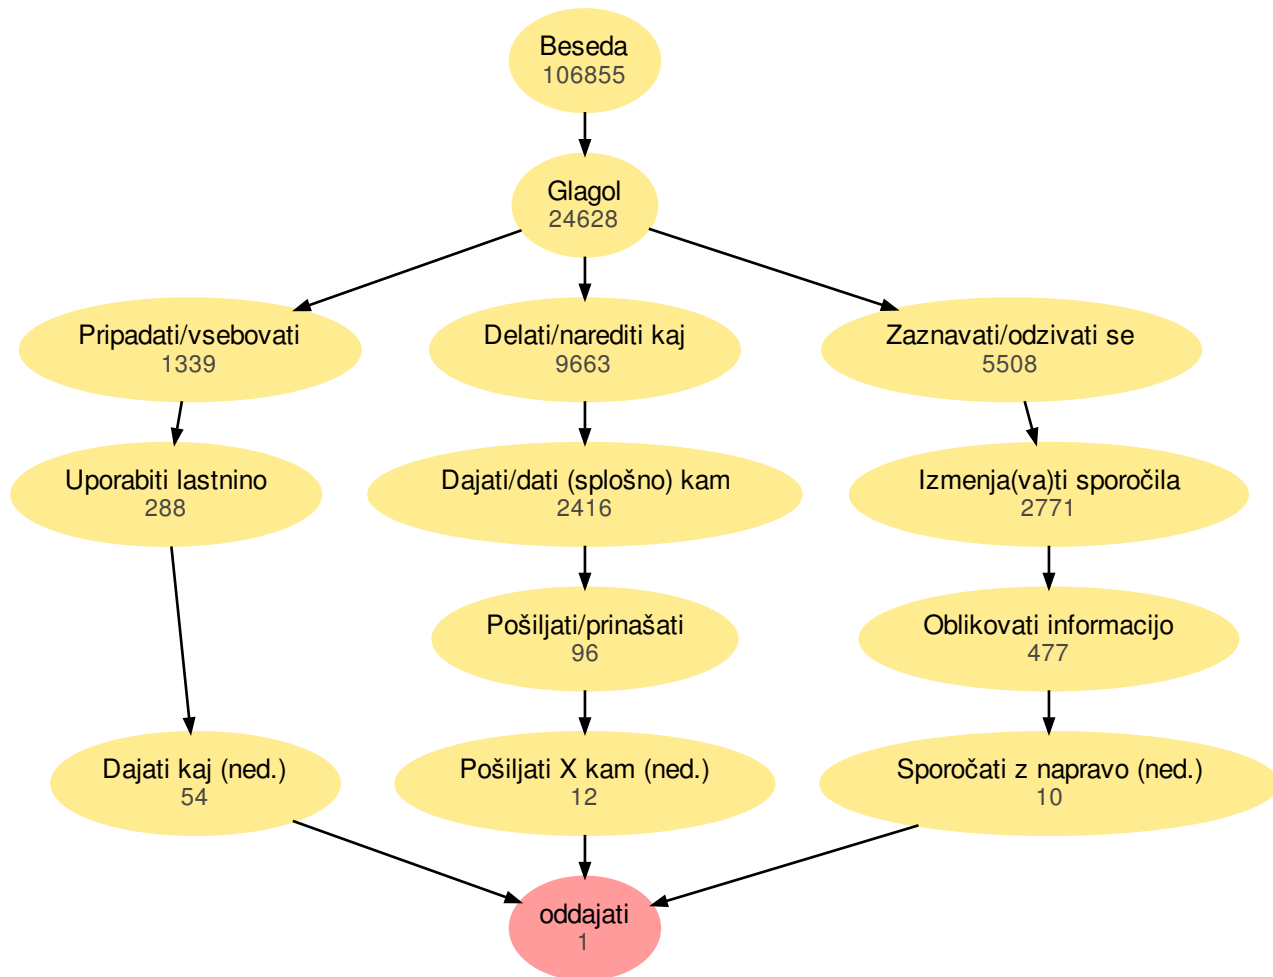 Beseda
106855
Glagol
24628
Pripadati/vsebovati
1339
Delati/narediti kaj
9663
Zaznavati/odzivati se
5508
Uporabiti lastnino
288
Dajati/dati (splošno) kam
2416
Izmenja(va)ti sporočila
2771
Pošiljati/prinašati
96
Oblikovati informacijo
477
Dajati kaj (ned.)
54
Pošiljati X kam (ned.)
12
Sporočati z napravo (ned.)
10
oddajati
1